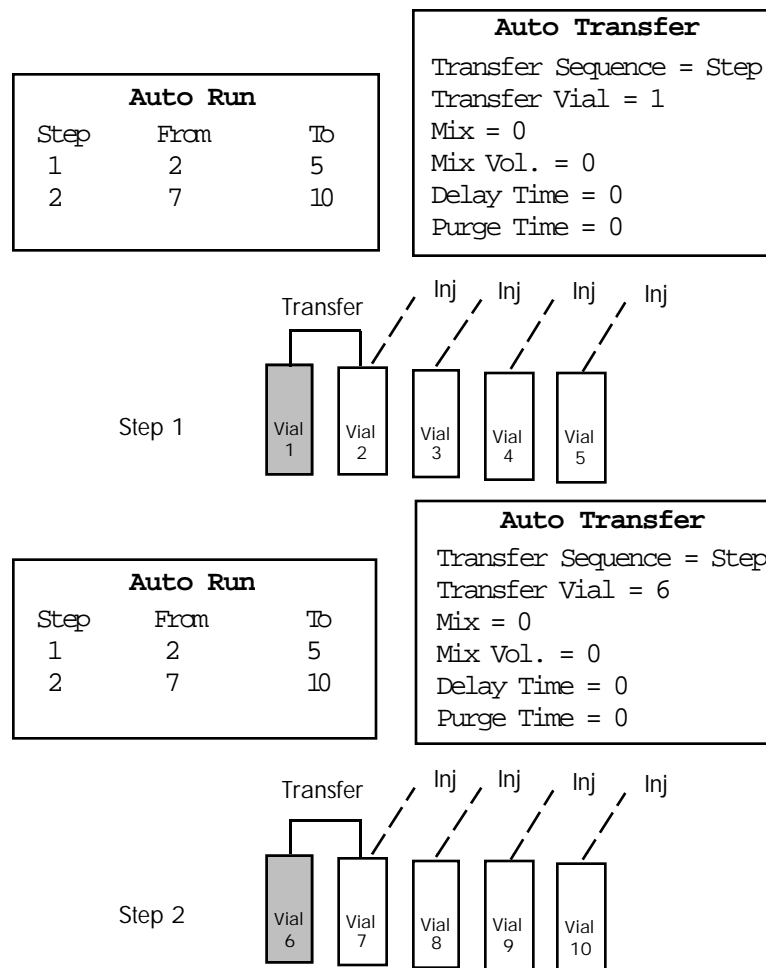 Auto Transfer
Transfer Sequence = Step
Transfer Vial = 1
Mix = 0
Mix Vol. = 0
Delay Time = 0
Purge Time = 0
Auto Run
Step From To
1 2 5
2 7 10
Transfer Inj Inj Inj Inj
Step 1
Vial 1
Vial 2
Vial 3
Vial 4
Vial 5
Auto Transfer
Transfer Sequence = Step
Transfer Vial = 6
Mix = 0
Mix Vol. = 0
Delay Time = 0
Purge Time = 0
Auto Run
Step From To
1 2 5
2 7 10
Transfer Inj Inj Inj Inj
Step 2
Vial 6
Vial 7
Vial 8
Vial 9
Vial 10